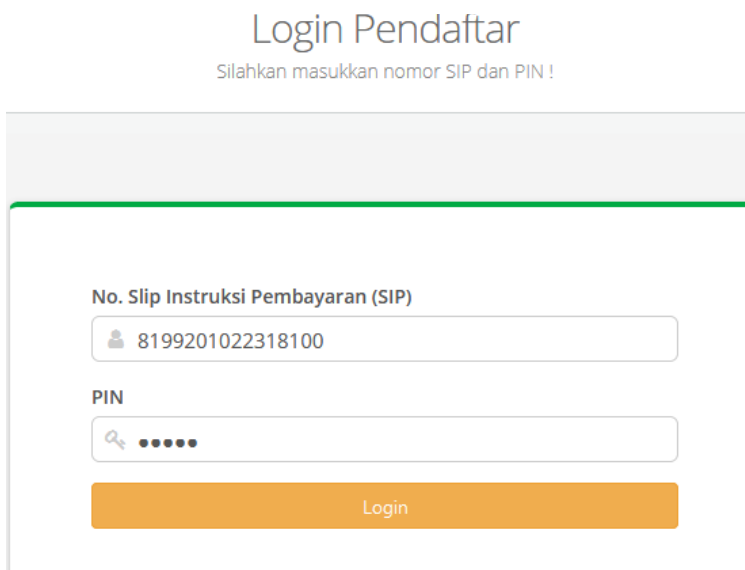 Login Pendaftar
Silahkan masukkan nomor SIP dan PIN !
No. Slip Instruksi Pembayaran (SIP)
8199201022318100
PIN
•••••
Login